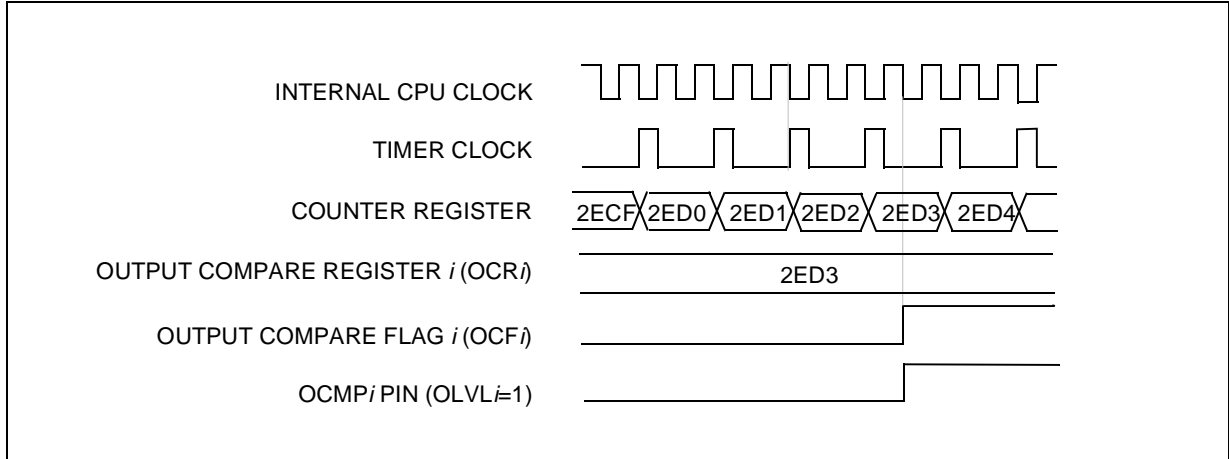 INTERNAL CPU CLOCK
TIMER CLOCK
COUNTER REGISTER 2ECF 2ED0 2ED1 2ED2 2ED3 2ED4
OUTPUT COMPARE REGISTER i (OCRi) 2ED3
OUTPUT COMPARE FLAG i (OCFi)
OCMPi PIN (OLVLi=1)